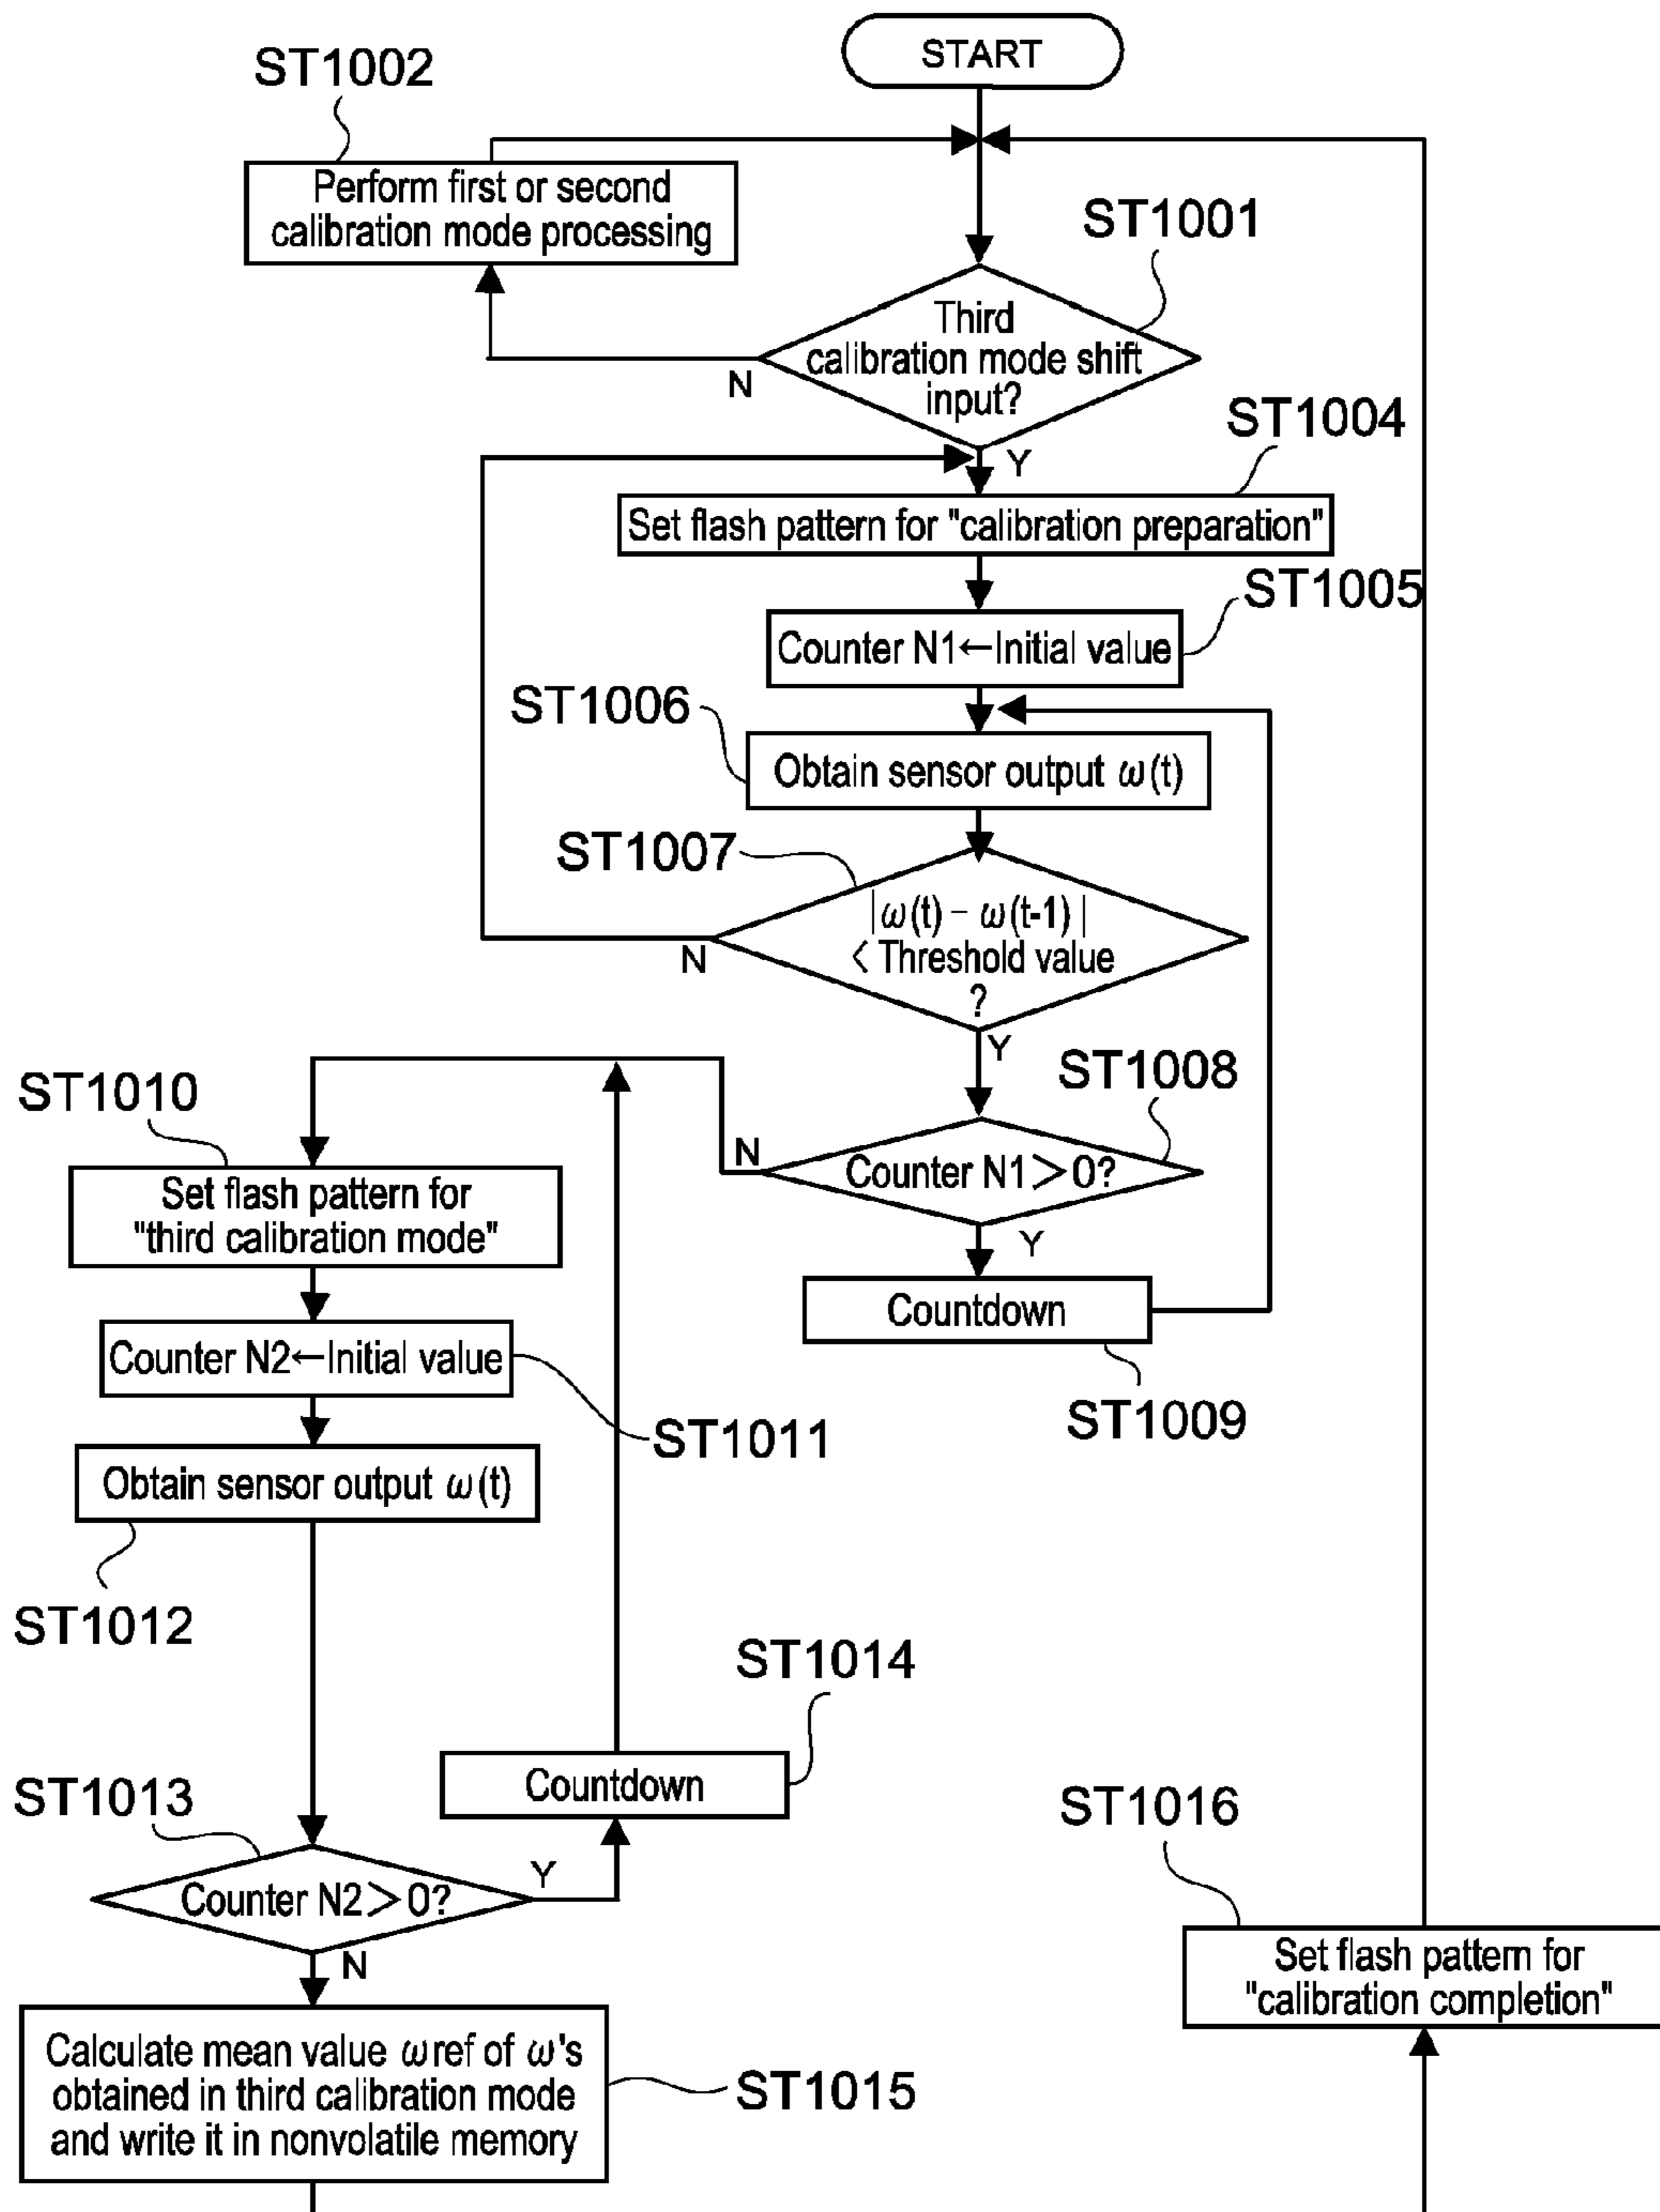 START
ST1002
Perform first or second
calibration mode processing
ST1001
Third
calibration mode shift
input?
N
Y
ST1004
Set flash pattern for "calibration preparation"
ST1005
Counter N1←Initial value
ST1006
Obtain sensor output ω(t)
ST1007
|ω(t) − ω(t-1)|
< Threshold value
?
N
Y
ST1008
Counter N1>0?
N
Y
Countdown
ST1009
ST1010
Set flash pattern for
"third calibration mode"
Counter N2←Initial value
ST1011
Obtain sensor output ω(t)
ST1012
ST1014
Countdown
ST1013
Counter N2>0?
Y
N
ST1016
Set flash pattern for
"calibration completion"
Calculate mean value ωref of ω's
obtained in third calibration mode
and write it in nonvolatile memory
ST1015